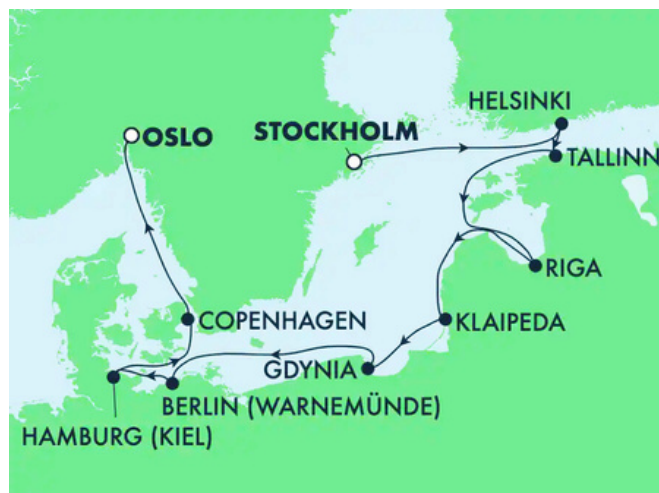 HELSINKI
OSLO
STOCKHOLM
TALLINN
RIGA
COPENHAGEN
KLAIPEDA
GDYNIA
BERLIN (WARNEMÜNDE)
HAMBURG (KIEL)